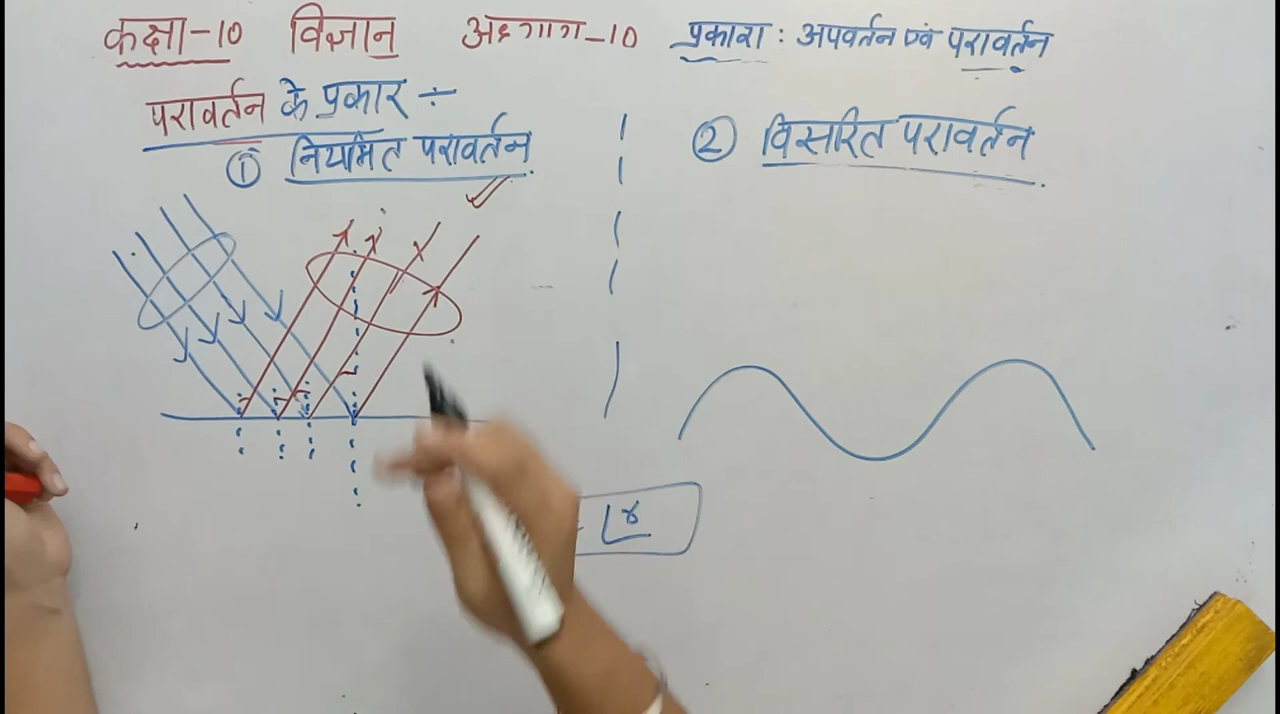 कक्षा-10 विज्ञान -10 प्रकाश : अपवर्तन एवं परावर्तन
परावर्तन के प्रकार ÷
① नियमित परावर्तन
② विसरित परावर्तन
∟r